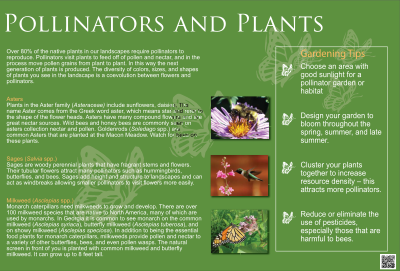 POLLINATORS AND PLANTS
Over 80% of the native plants in our landscapes require pollinators to
reproduce. Pollinators visit plants to feed off of pollen and nectar, and in the
process move pollen grains from plant to plant. In this way the next
generation of plants is produced. The diversity of colors, sizes, and shapes
of plants you see in the landscape is a coevolution between flowers and
pollinators.
Asters
Plants in the Aster family (Asteraceae) include sunflowers, daisies,
name Aster comes from the Greek word aster, which means star
the shape of the flower heads. Asters have many compound flow
great nectar sources. Wild bees and honey bees are commonly
asters collection nectar and pollen. Goldenrods (Soledago spp.)
common Asters that are planted at the Macon Meadow. Watch for
these plants.
Sages (Salvia spp.)
Sages are woody perennial plants that have fragrant stems and flowers.
Their tubular flowers attract many pollinators such as hummingbirds,
butterflies, and bees. Sages add height and structure to landscapes and can
act as windbreaks allowing smaller pollinators to visit flowers more easily.
Milkweed (Asclepias spp.)
Monarch caterpillars need milkweeds to grow and develop. There are over
100 milkweed species that are native to North America, many of which are
used by monarchs. In Georgia it is common to see monarch on the common
milkweed (Asclepias syriaca), butterfly milkweed (Asclepias tuberosa), and
on showy milkweed (Asclepias speciosa). In addition to being the essential
food plants for monarch caterpillars, milkweeds provide pollen and nectar to
a variety of other butterflies, bees, and even pollen wasps. The natural
screen in front of you is planted with common milkweed and butterfly
milkweed. It can grow up to 8 feet tall.
Gardening Tips
Choose an area with
good sunlight for a
pollinator garden or
habitat
Design your garden to
bloom throughout the
spring, summer, and late
summer.
Cluster your plants
together to increase
resource density – this
attracts more pollinators.
Reduce or eliminate the
use of pesticides,
especially those that are
harmful to bees.